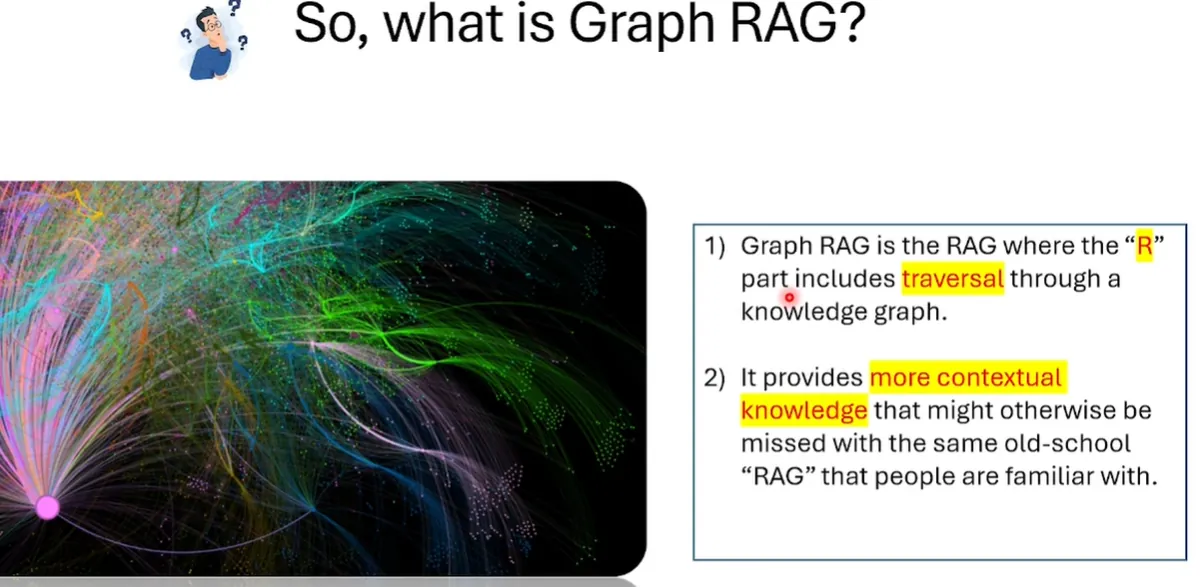 So, what is Graph RAG?
1) Graph RAG is the RAG where the “R”
part includes traversal through a
knowledge graph.
2) It provides more contextual
knowledge that might otherwise be
missed with the same old-school
“RAG” that people are familiar with.